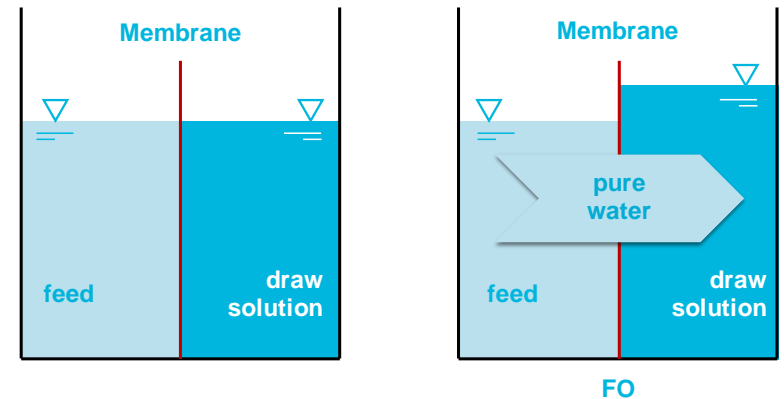 Membrane
feed
draw
solution
Membrane
pure
water
feed
draw
solution
FO